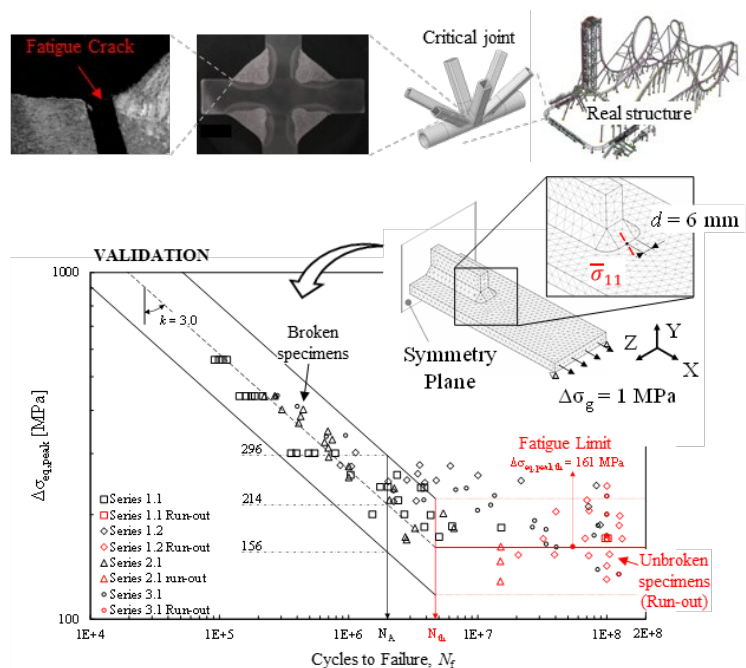 Fatigue Crack
Critical joint
Real structure
d = 6 mm
σ̅₁₁
VALIDATION
1000
k = 3.0
Broken
specimens
Symmetry
Plane
Z
Y
X
Δσg = 1 MPa
Δσeq,peak [MPa]
Fatigue Limit
Δσeq,peak,th = 161 MPa
296
214
156
Series 1.1
Series 1.1 Run-out
Series 1.2
Series 1.2 Run-out
Series 2.1
Series 2.1 run-out
Series 3.1
Series 3.1 Run-out
Unbroken
specimens
(Run-out)
100
1E+4
1E+5
1E+6
NA
Nth
1E+7
1E+8
2E+8
Cycles to Failure, Nf